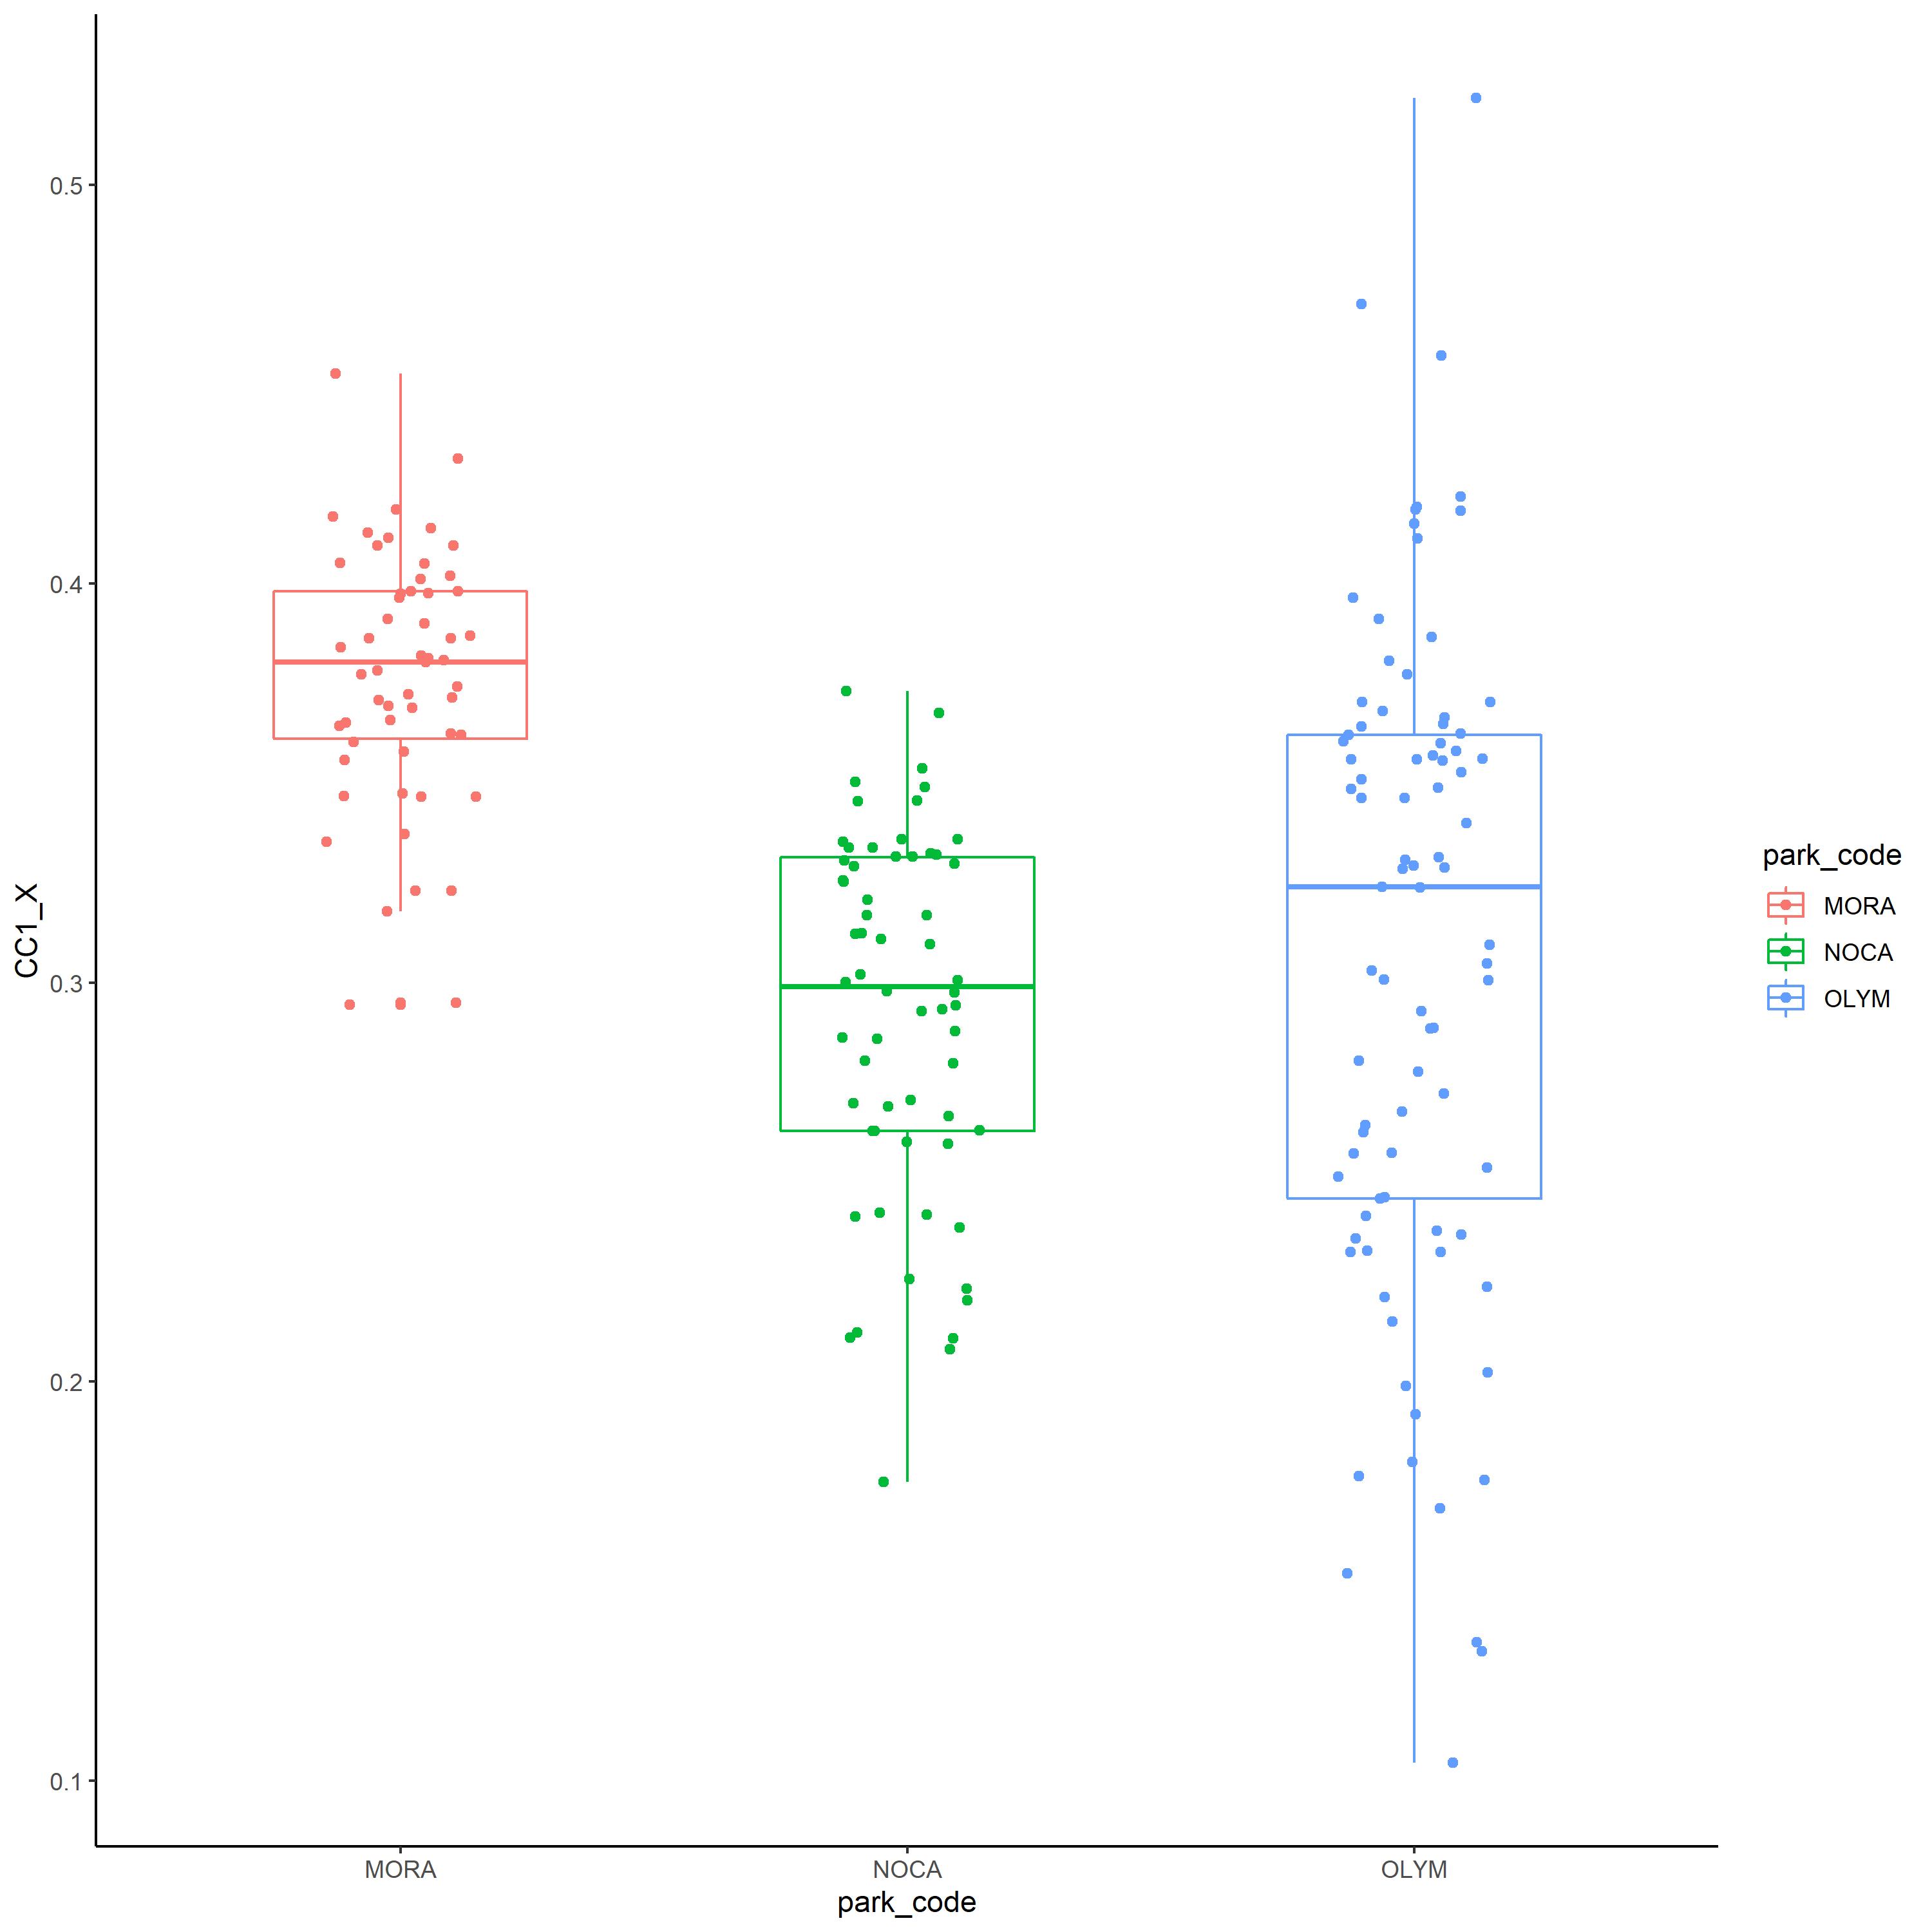 CC1_X
0.5
0.4
0.3
0.2
0.1
MORA
NOCA
OLYM
park_code
park_code
MORA
NOCA
OLYM